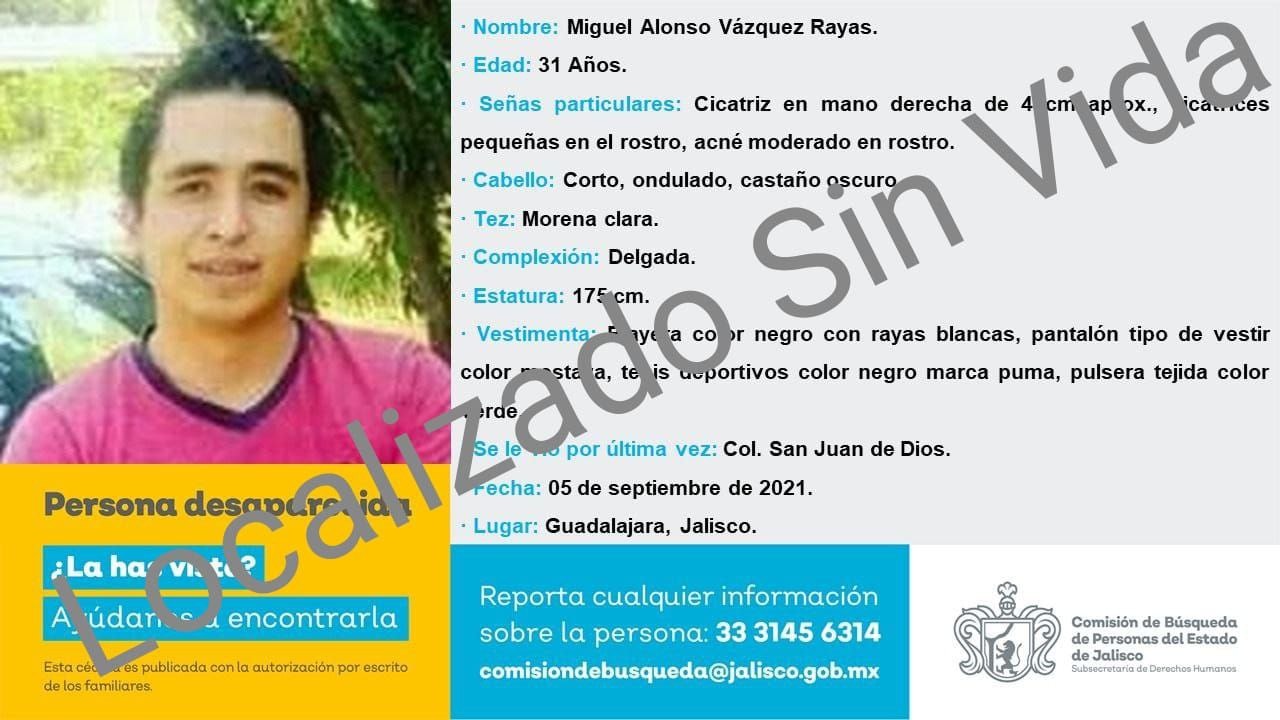 · Nombre: Miguel Alonso Vázquez Rayas.
· Edad: 31 Años.
· Señas particulares: Cicatriz en mano derecha de 4 cm aprox., cicatrices
pequeñas en el rostro, acné moderado en rostro.
· Cabello: Corto, ondulado, castaño oscuro
· Tez: Morena clara.
· Complexión: Delgada.
· Estatura: 175 cm.
· Vestimenta: Playera color negro con rayas blancas, pantalón tipo de vestir
color mostaza, tenis deportivos color negro marca puma, pulsera tejida color
verde.
· Se le vio por última vez: Col. San Juan de Dios.
· Fecha: 05 de septiembre de 2021.
· Lugar: Guadalajara, Jalisco.
Localizado Sin Vida
Persona desaparecida
¿La has visto?
Ayúdanos a encontrarla
Esta cédula es publicada con la autorización por escrito
de los familiares.
Reporta cualquier información
sobre la persona: 33 3145 6314
comisiondebusqueda@jalisco.gob.mx
Comisión de Búsqueda
de Personas del Estado
de Jalisco
Subsecretaría de Derechos Humanos